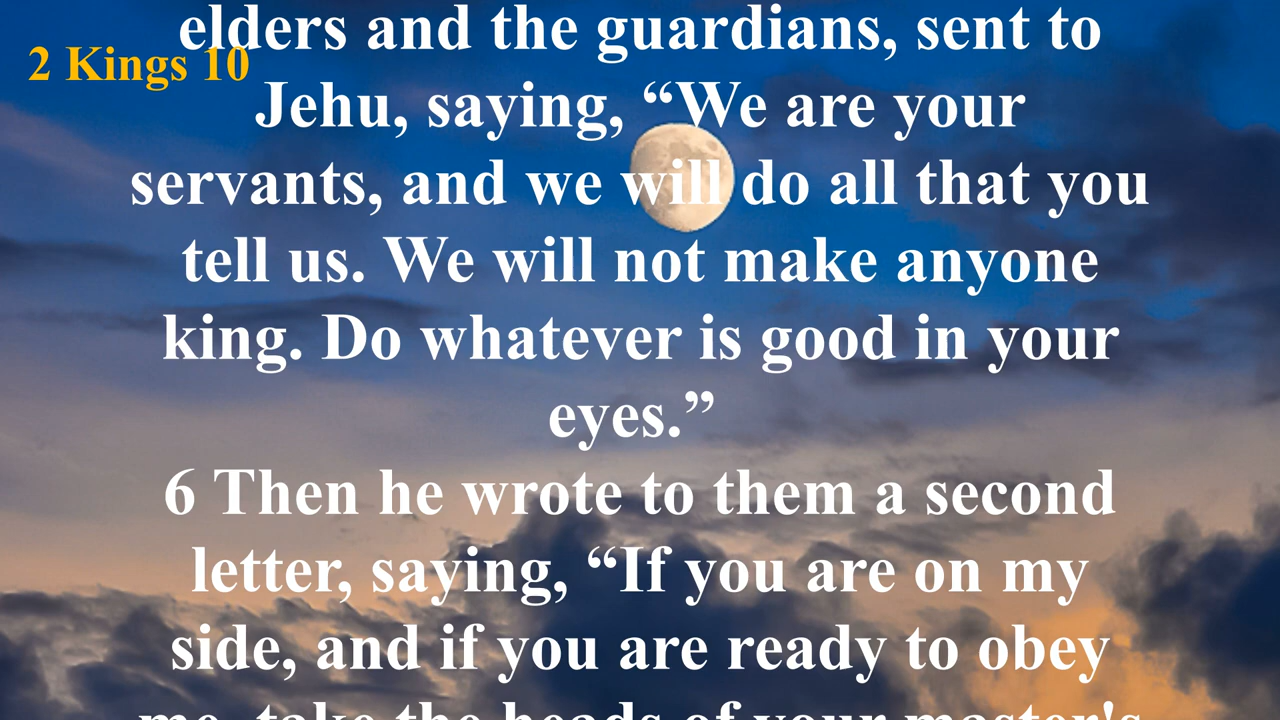 elders and the guardians, sent to
2 Kings 10
Jehu, saying, “We are your
servants, and we will do all that you
tell us. We will not make anyone
king. Do whatever is good in your
eyes.”
6 Then he wrote to them a second
letter, saying, “If you are on my
side, and if you are ready to obey
me, take the heads of your master's